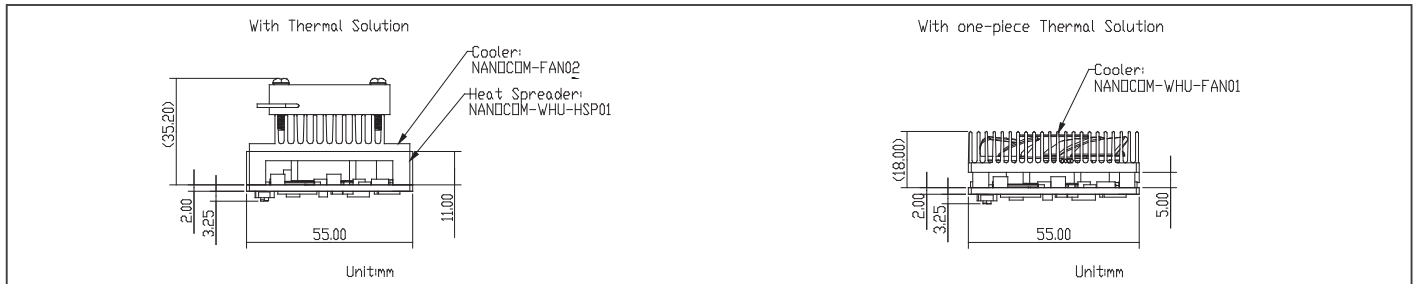 With Thermal Solution
Cooler:
NANOCOM-FAN02
Heat Spreader:
NANOCOM-WHU-HSP01
(35.20)
2.00
3.25
11.00
55.00
Unit:mm
With one-piece Thermal Solution
Cooler:
NANOCOM-WHU-FAN01
(18.00)
2.00
3.25
5.00
55.00
Unit:mm